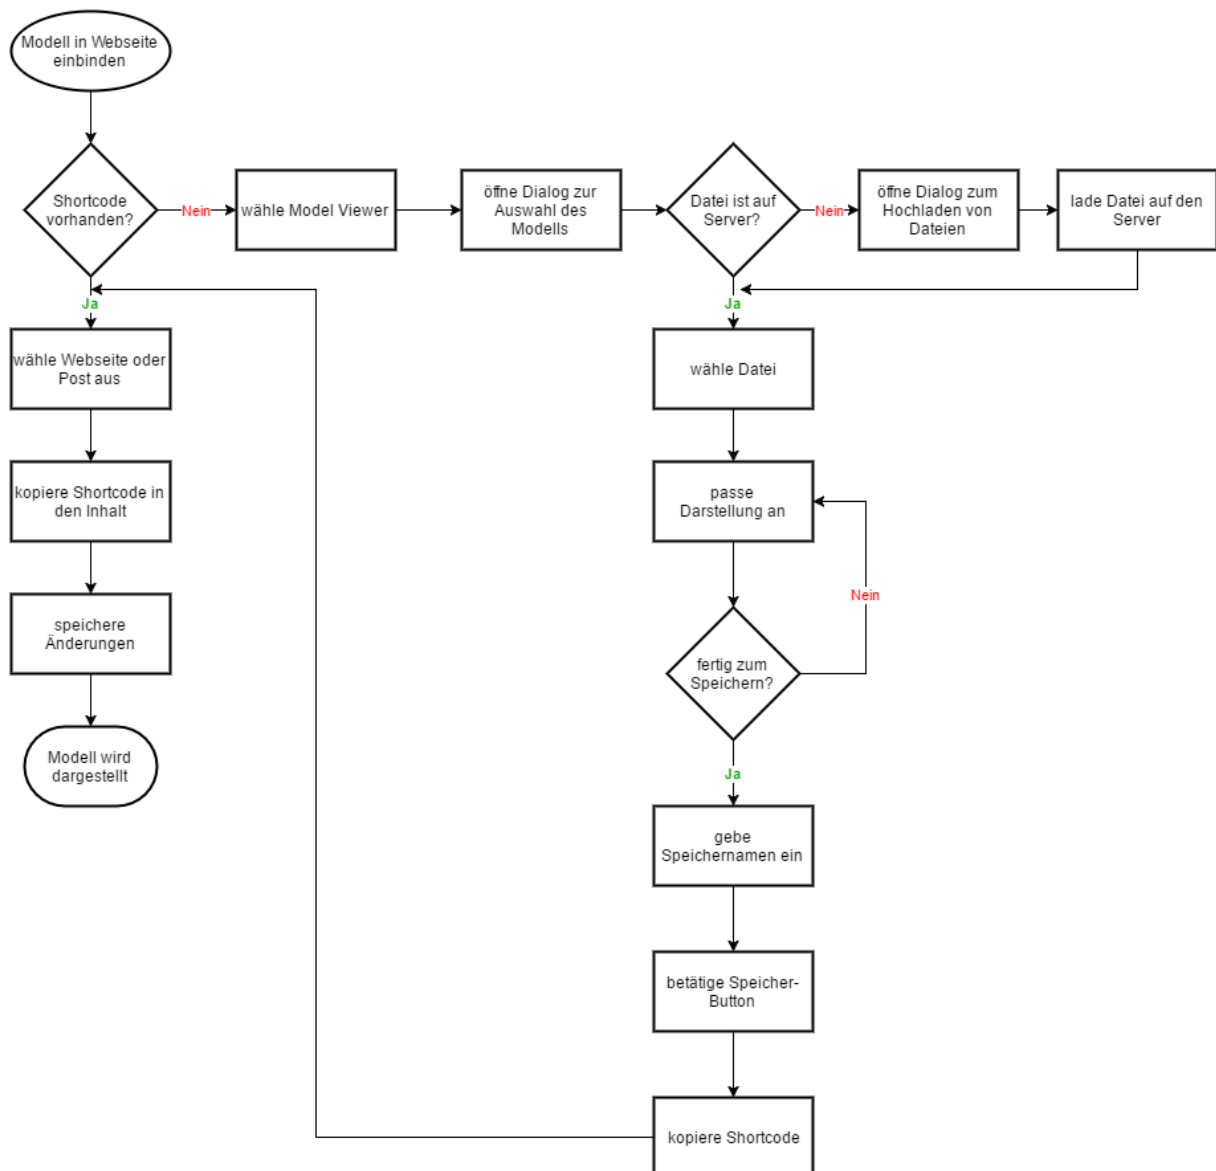 Modell in Webseite
einbinden
Shortcode
vorhanden?
Nein
wähle Model Viewer
öffne Dialog zur
Auswahl des
Modells
Datei ist auf
Server?
Nein
öffne Dialog zum
Hochladen von
Dateien
lade Datei auf den
Server
Ja
wähle Webseite oder
Post aus
kopiere Shortcode in
den Inhalt
speichere
Änderungen
Modell wird
dargestellt
Ja
wähle Datei
passe
Darstellung an
Nein
fertig zum
Speichern?
Ja
gebe
Speichernamen ein
betätige Speicher-
Button
kopiere Shortcode